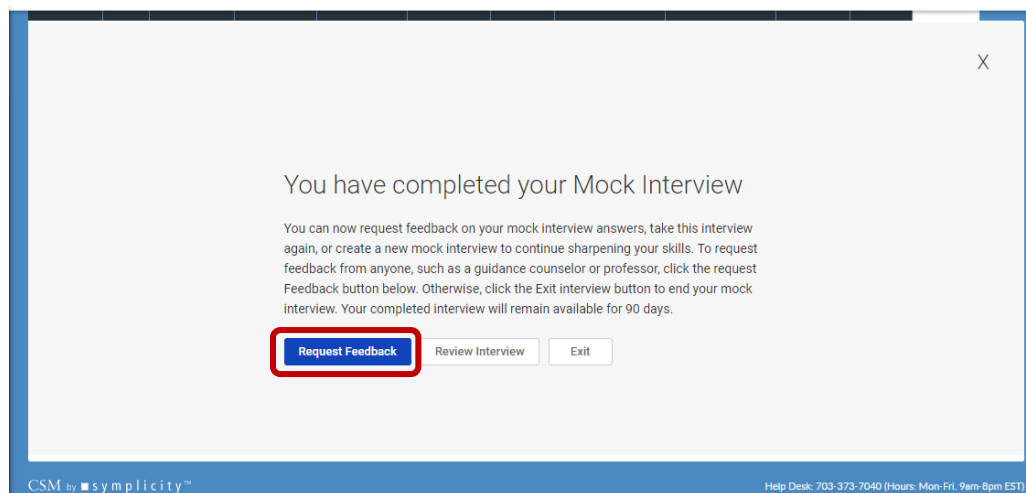 X
You have completed your Mock Interview
You can now request feedback on your mock interview answers, take this interview
again, or create a new mock interview to continue sharpening your skills. To request
feedback from anyone, such as a guidance counselor or professor, click the request
Feedback button below. Otherwise, click the Exit interview button to end your mock
interview. Your completed interview will remain available for 90 days.
Request Feedback Review Interview Exit
CSM by symplicity™ Help Desk: 703-373-7040 (Hours: Mon-Fri. 9am-8pm EST)